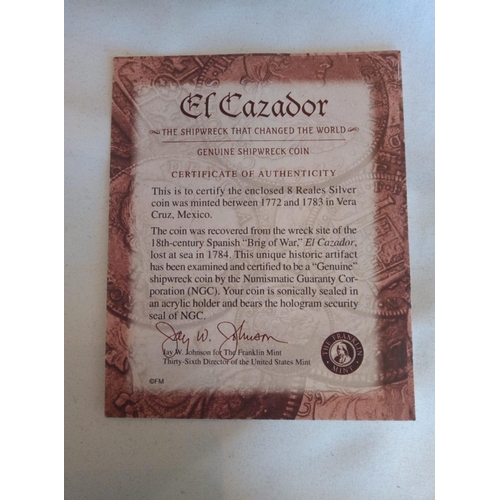 El Cazador
THE SHIPWRECK THAT CHANGED THE WORLD
GENUINE SHIPWRECK COIN
CERTIFICATE OF AUTHENTICITY
This is to certify the enclosed 8 Reales Silver
coin was minted between 1772 and 1783 in Vera
Cruz, Mexico.
The coin was recovered from the wreck site of the
18th-century Spanish "Brig of War," El Cazador,
lost at sea in 1784. This unique historic artifact
has been examined and certified to be a "Genuine"
shipwreck coin by the Numismatic Guaranty Cor-
poration (NGC). Your coin is sonically sealed in
an acrylic holder and bears the hologram security
seal of NGC.
Jay W. Johnson
Jay W. Johnson for The Franklin Mint
Thirty-Sixth Director of the United States Mint
THE FRANKLIN MINT
©FM